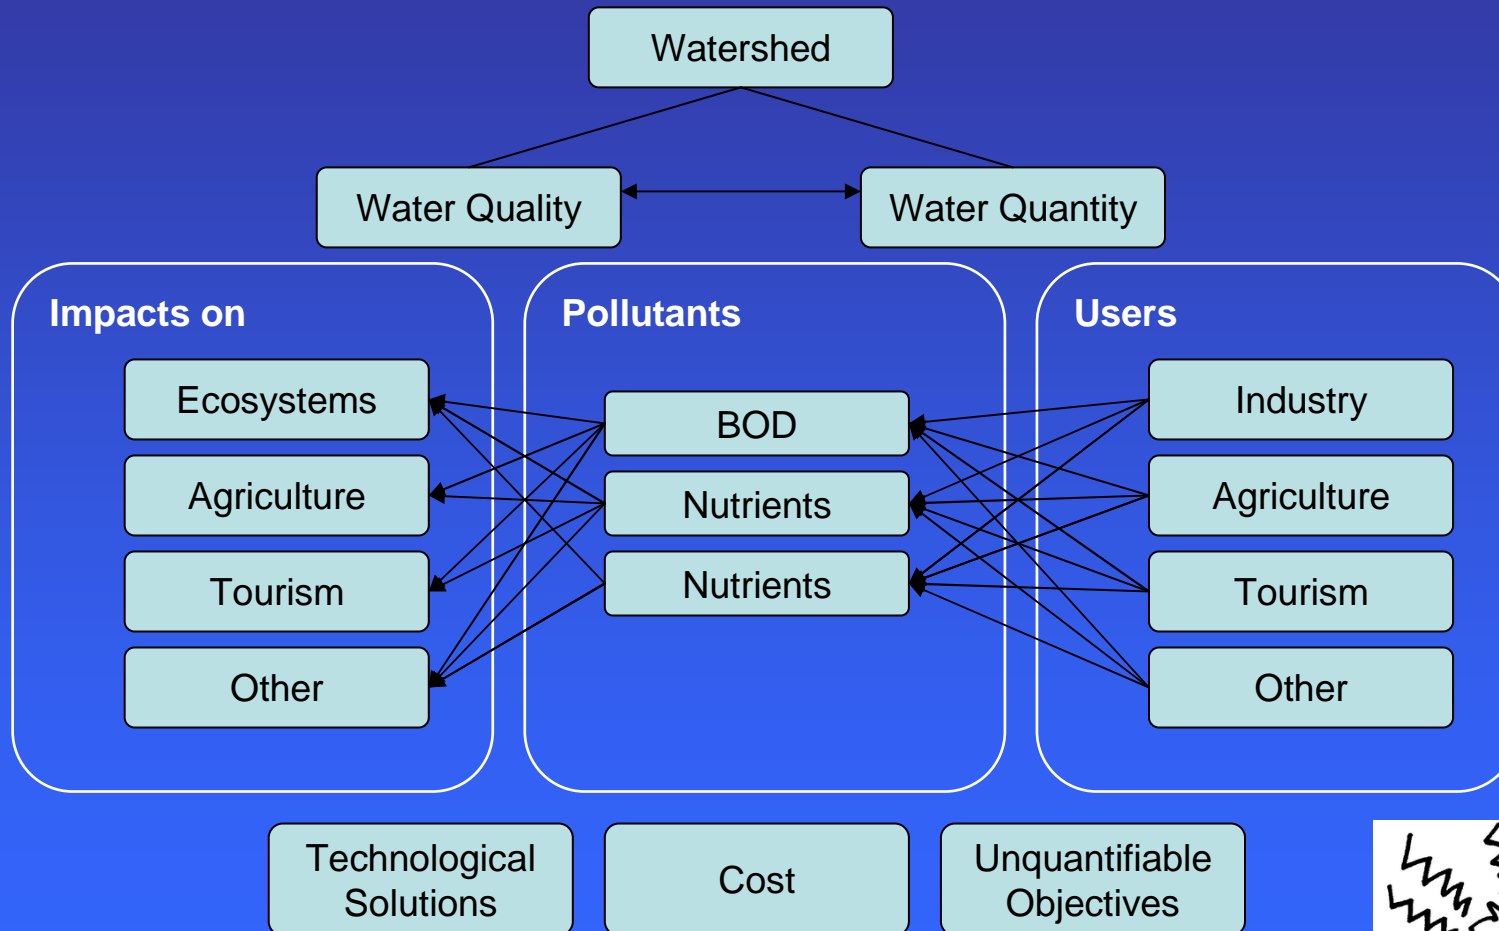 Watershed
Water Quality
Water Quantity
Impacts on
Ecosystems
Agriculture
Tourism
Other
Pollutants
BOD
Nutrients
Nutrients
Users
Industry
Agriculture
Tourism
Other
Technological
Solutions
Cost
Unquantifiable
Objectives